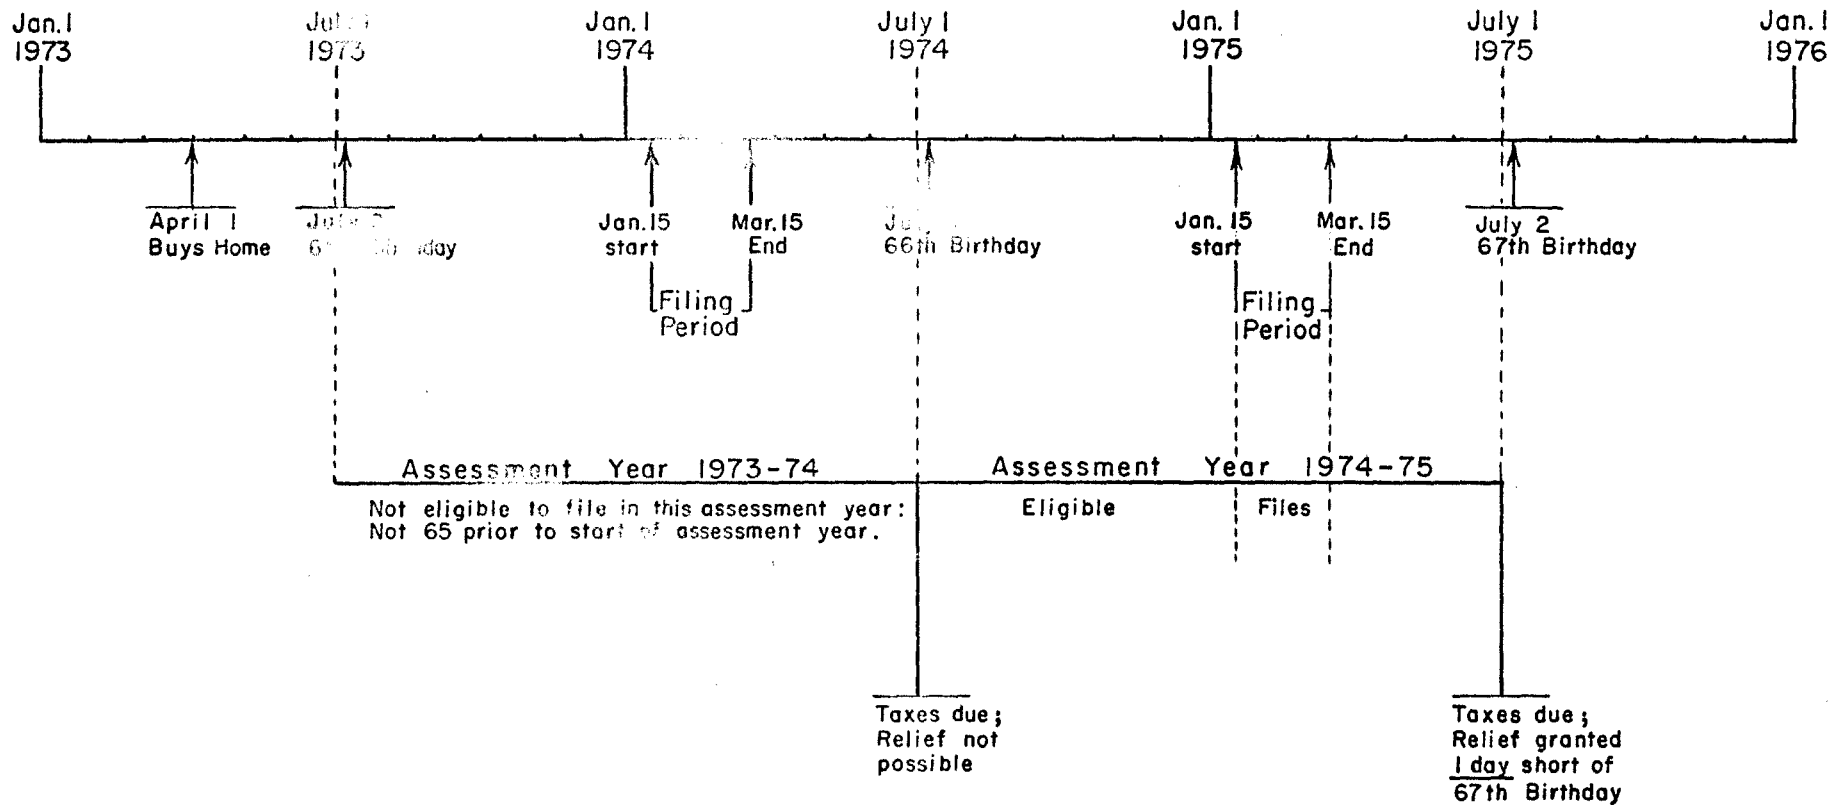 Jan. 1
1973
1973
Jan. 1
1974
July 1
1974
Jan. 1
1975
July 1
1975
Jan. 1
1976
April 1
Buys Home
July 2
Jan. 15
start
Mar. 15
End
66th Birthday
Jan. 15
start
Mar. 15
End
July 2
67th Birthday
Filing
Period
Filing
Period
Assessment Year 1973-74
Assessment Year 1974-75
Not eligible to file in this assessment year:
Not 65 prior to start of assessment year.
Eligible
Files
Taxes due;
Relief not
possible
Taxes due;
Relief granted
1 day short of
67th Birthday